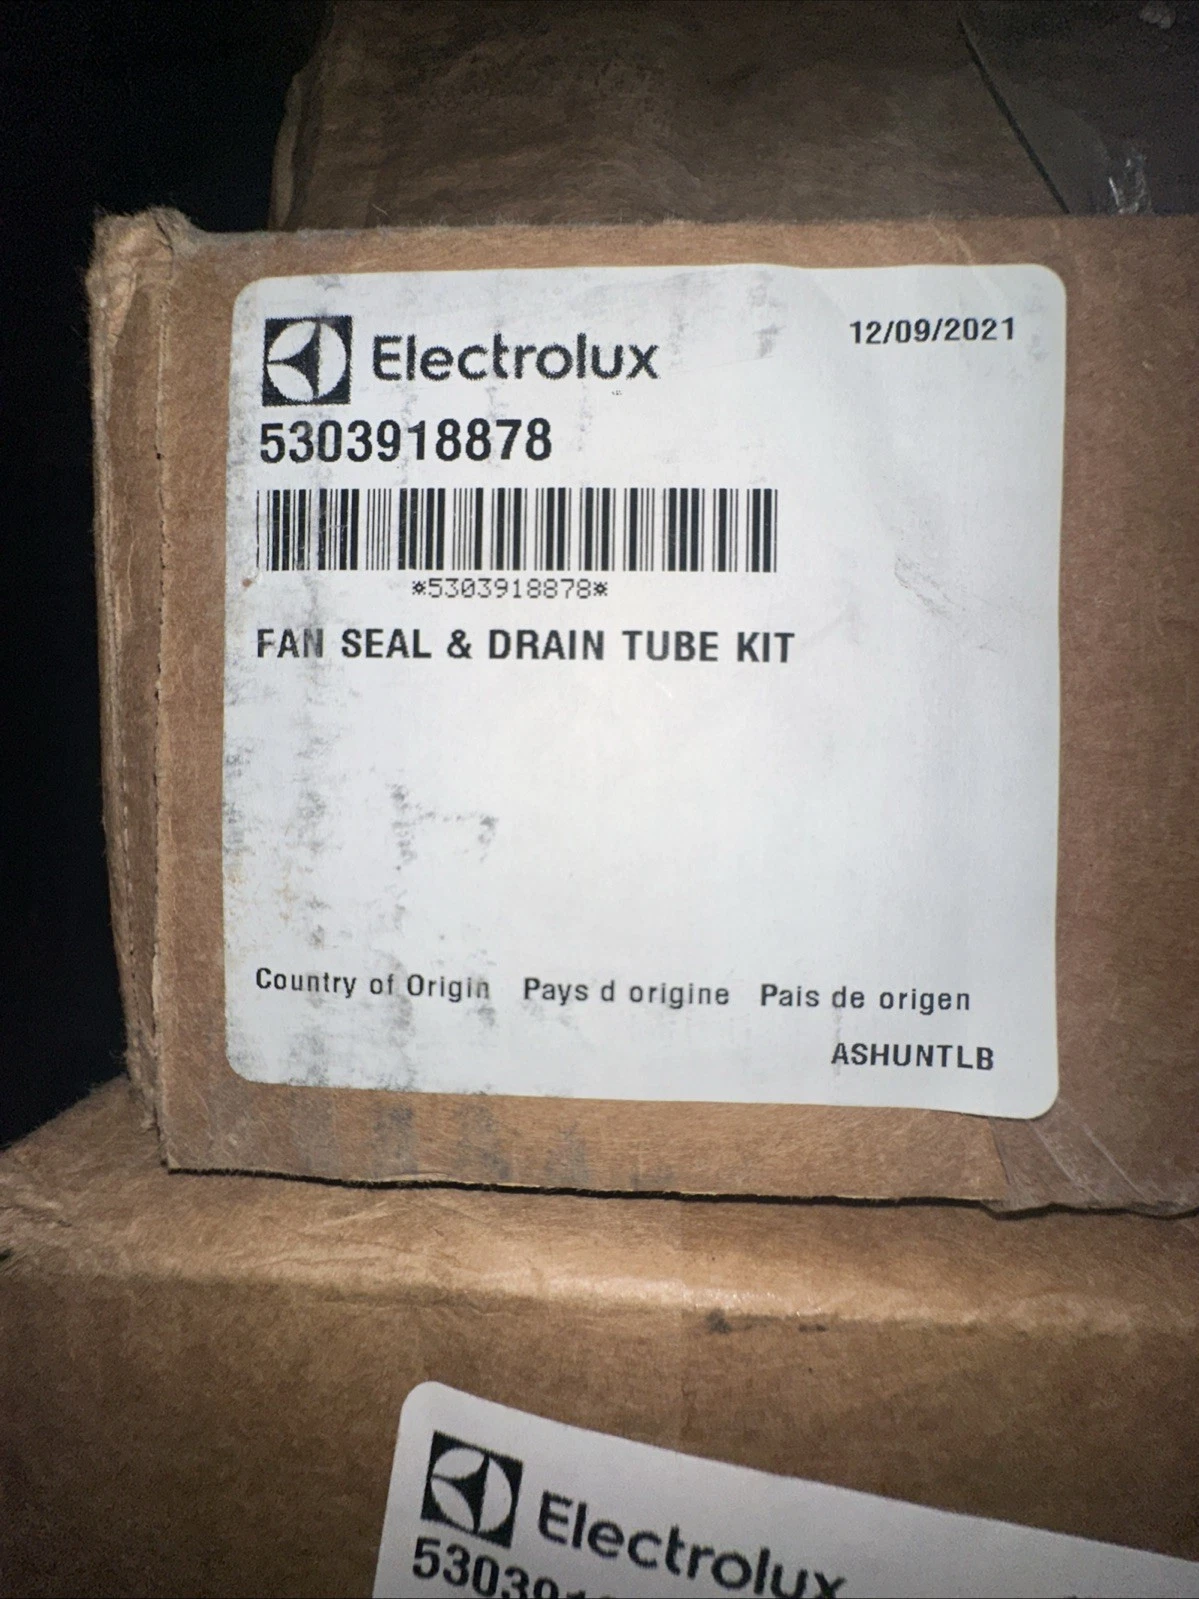 Electrolux
12/09/2021
5303918878
*5303918878*
FAN SEAL & DRAIN TUBE KIT
Country of Origin Pays d origine Pais de origen
ASHUNTLB
Electrolux